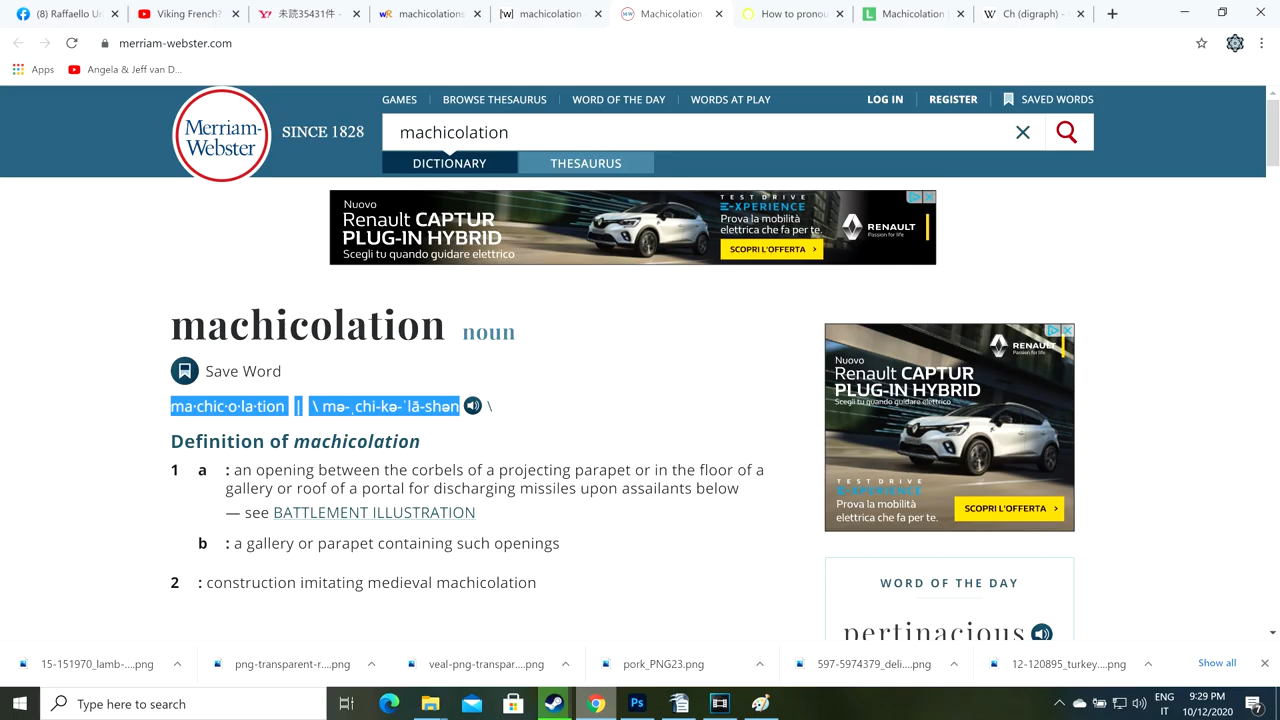 (8) Raffaello Ur
Viking French?
未読35431件 -
machicolations
machicolation
Machicolation
How to pronou
Machicolation |
Ch (digraph) -
merriam-webster.com
Apps
Angela & Jeff van D...
GAMES
BROWSE THESAURUS
WORD OF THE DAY
WORDS AT PLAY
LOG IN
REGISTER
SAVED WORDS
Merriam-
Webster
SINCE 1828
machicolation
DICTIONARY
THESAURUS
Nuovo
Renault CAPTUR
PLUG-IN HYBRID
Scegli tu quando guidare elettrico
TEST DRIVE
E-XPERIENCE
Prova la mobilità
elettrica che fa per te.
SCOPRI L'OFFERTA
RENAULT
Passion for life
machicolation noun
Save Word
ma·chic·o·la·tion | \ mə-ˌchi-kə-ˈlā-shən \
Definition of machicolation
1 a : an opening between the corbels of a projecting parapet or in the floor of a
gallery or roof of a portal for discharging missiles upon assailants below
— see BATTLEMENT ILLUSTRATION
b : a gallery or parapet containing such openings
2 : construction imitating medieval machicolation
RENAULT
Passion for life
Nuovo
Renault CAPTUR
PLUG-IN HYBRID
Scegli tu quando guidare elettrico
TEST DRIVE
E-XPERIENCE
Prova la mobilità
elettrica che fa per te.
SCOPRI L'OFFERTA
WORD OF THE DAY
pertinacious
15-151970_lamb-....png
png-transparent-r....png
veal-png-transpar....png
pork_PNG23.png
597-5974379_deli....png
12-120895_turkey....png
Show all
Type here to search
ENG
IT
9:29 PM
10/12/2020
7